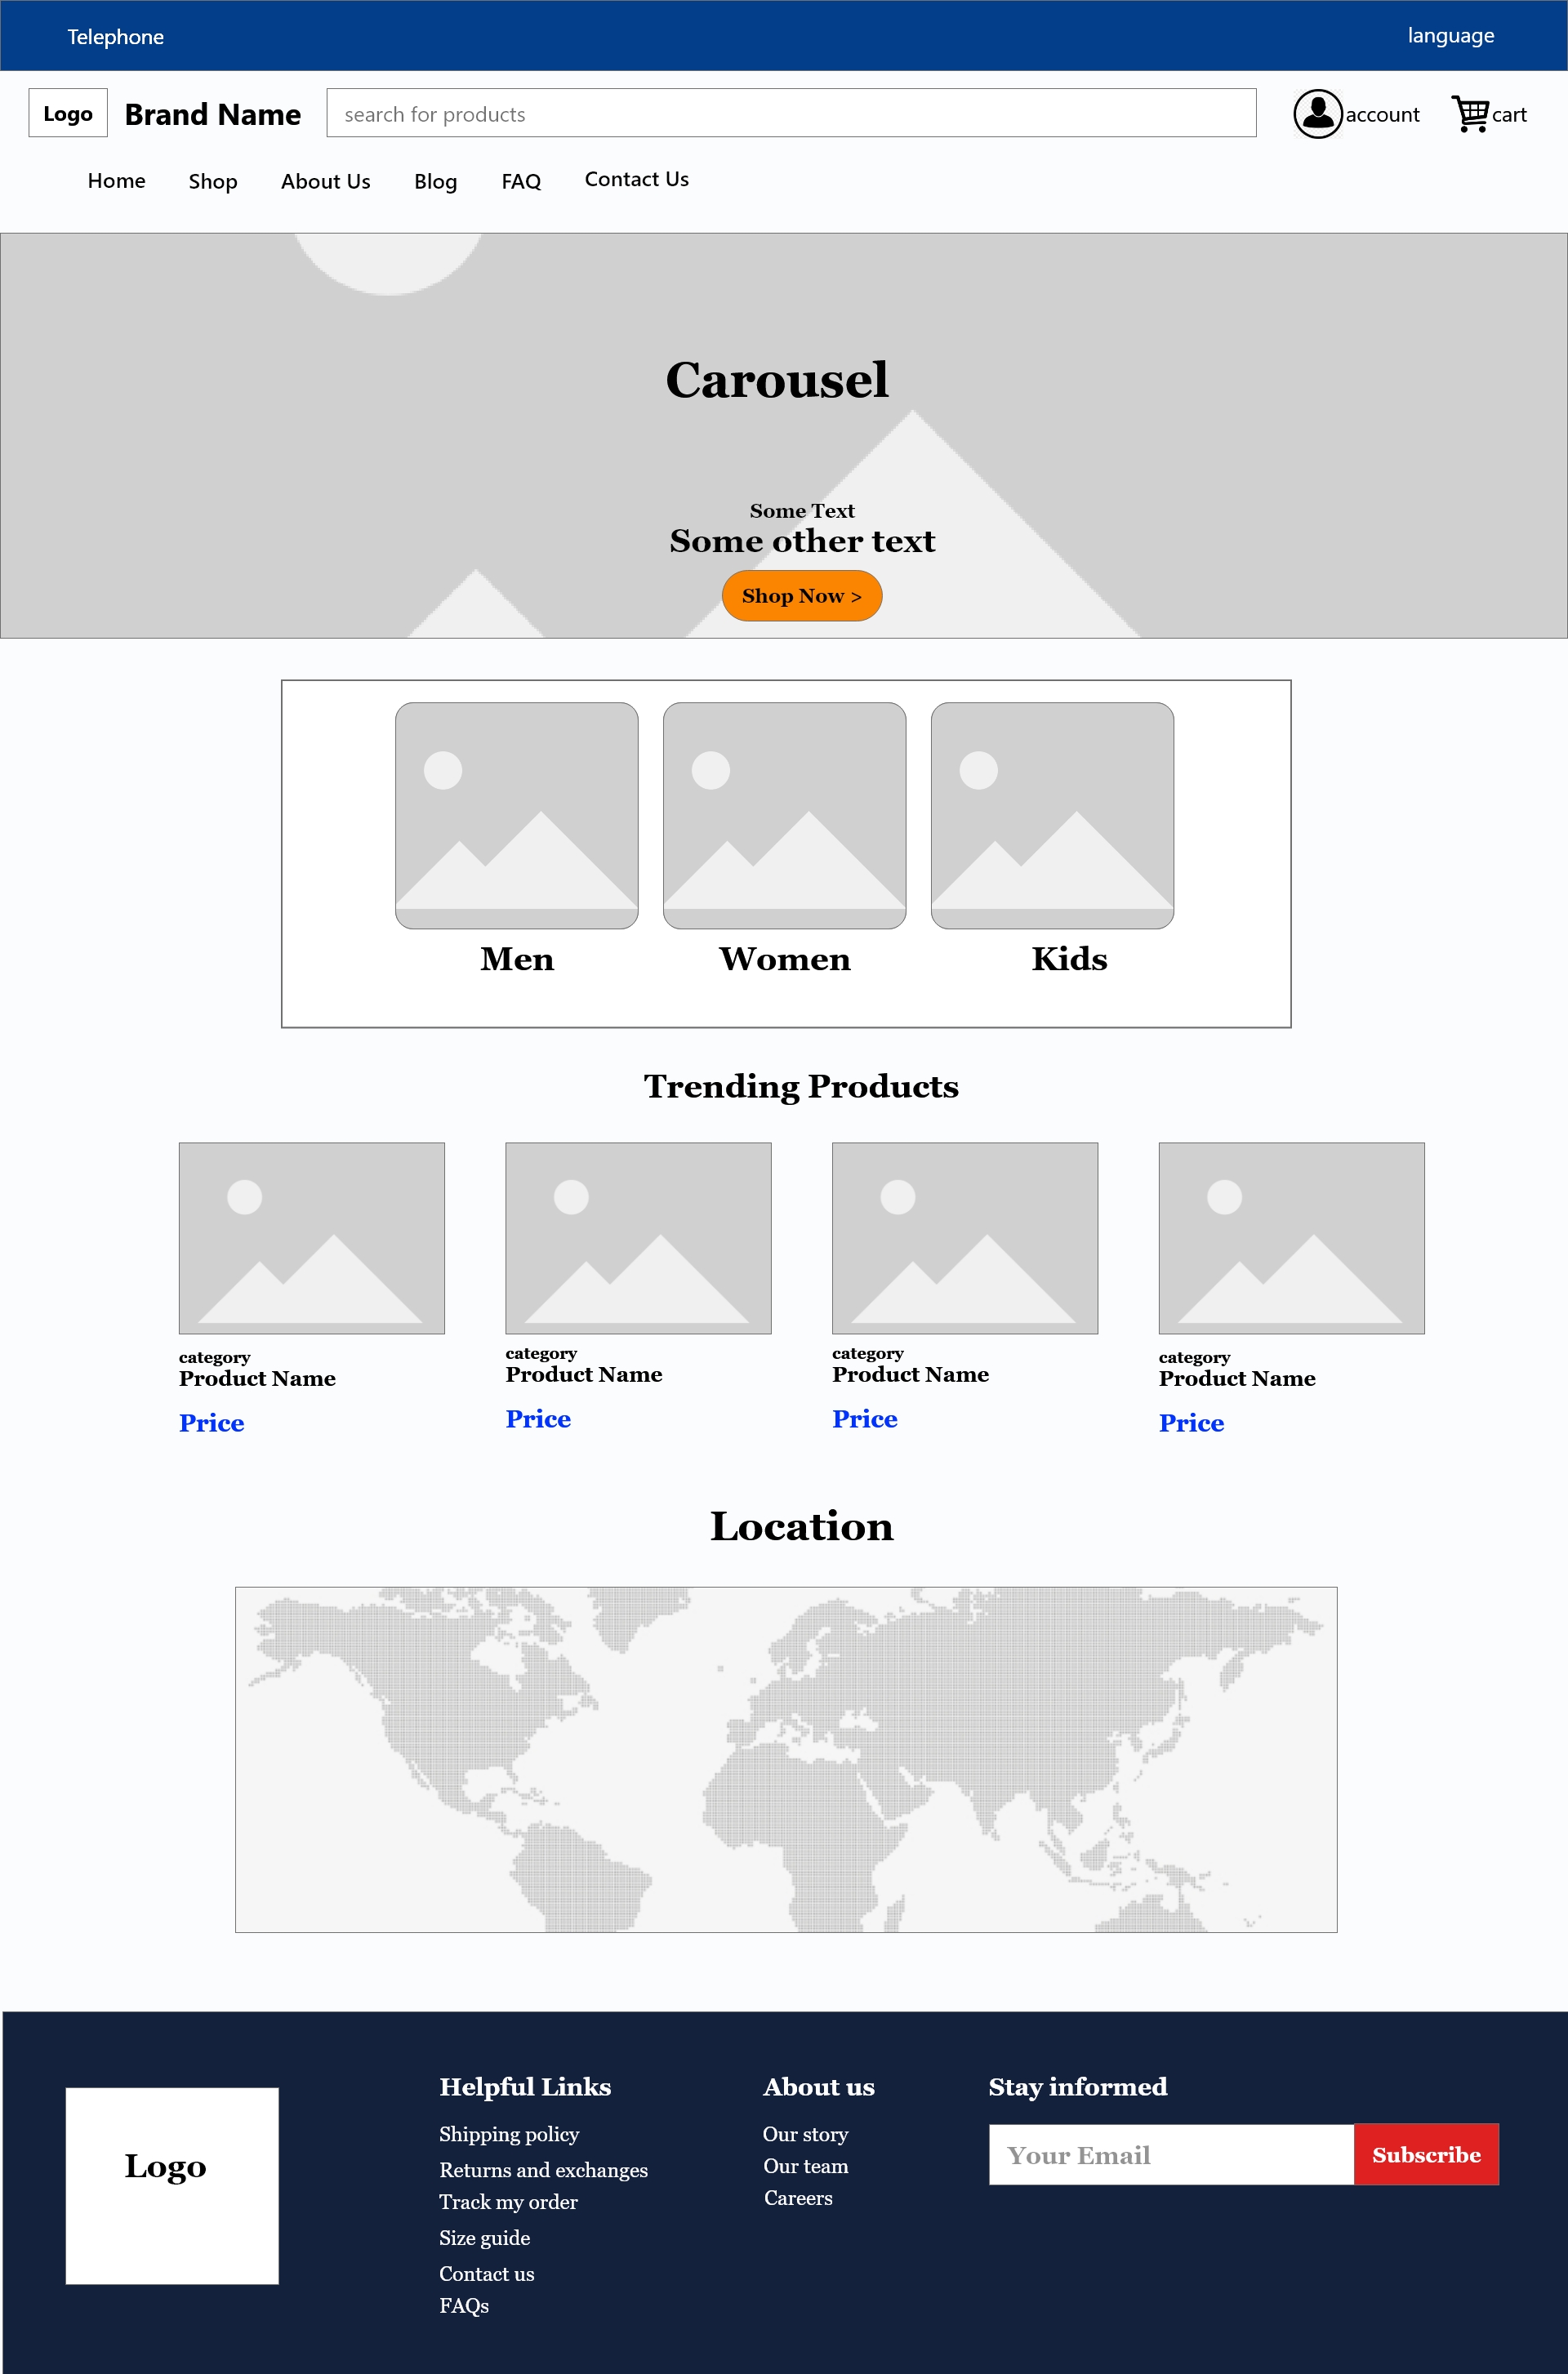 Telephone
language
Logo
Brand Name
search for products
account
cart
Home
Shop
About Us
Blog
FAQ
Contact Us
Carousel
Some Text
Some other text
Shop Now >
Men
Women
Kids
Trending Products
category
Product Name
Price
category
Product Name
Price
category
Product Name
Price
category
Product Name
Price
Location
Logo
Helpful Links
Shipping policy
Returns and exchanges
Track my order
Size guide
Contact us
FAQs
About us
Our story
Our team
Careers
Stay informed
Your Email
Subscribe